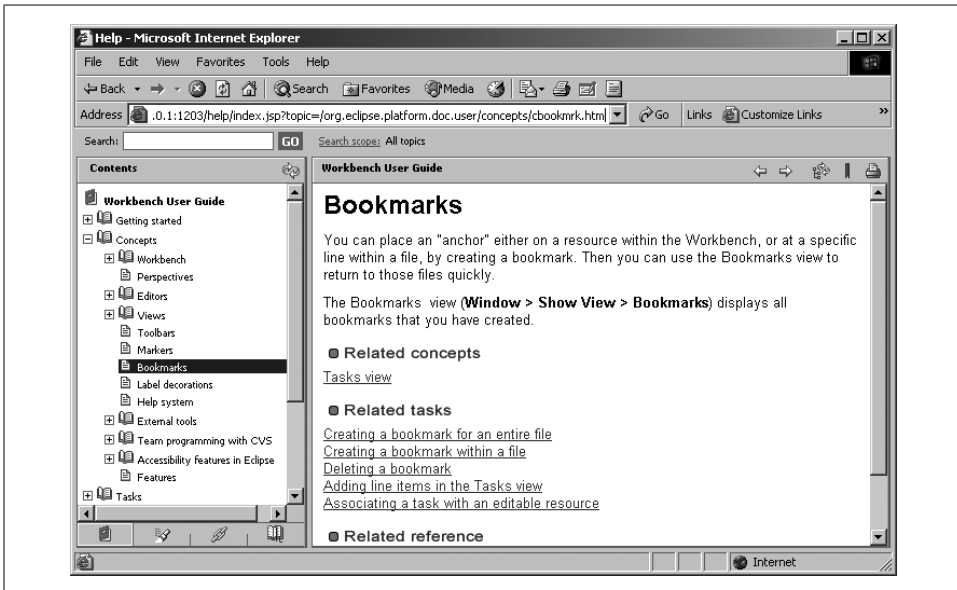 Help - Microsoft Internet Explorer
File Edit View Favorites Tools Help
Back Search Favorites Media
Address .0.1:1203/help/index.jsp?topic=/org.eclipse.platform.doc.user/concepts/cbookmrk.htm Go Links Customize Links »
Search: GO Search scope: All topics
Contents
Workbench User Guide
Getting started
Concepts
Workbench
Perspectives
Editors
Views
Toolbars
Markers
Bookmarks
Label decorations
Help system
External tools
Team programming with CVS
Accessibility features in Eclipse
Features
Tasks
Workbench User Guide
Bookmarks
You can place an "anchor" either on a resource within the Workbench, or at a specific
line within a file, by creating a bookmark. Then you can use the Bookmarks view to
return to those files quickly.
The Bookmarks view (Window > Show View > Bookmarks) displays all
bookmarks that you have created.
Related concepts
Tasks view
Related tasks
Creating a bookmark for an entire file
Creating a bookmark within a file
Deleting a bookmark
Adding line items in the Tasks view
Associating a task with an editable resource
Related reference
Internet